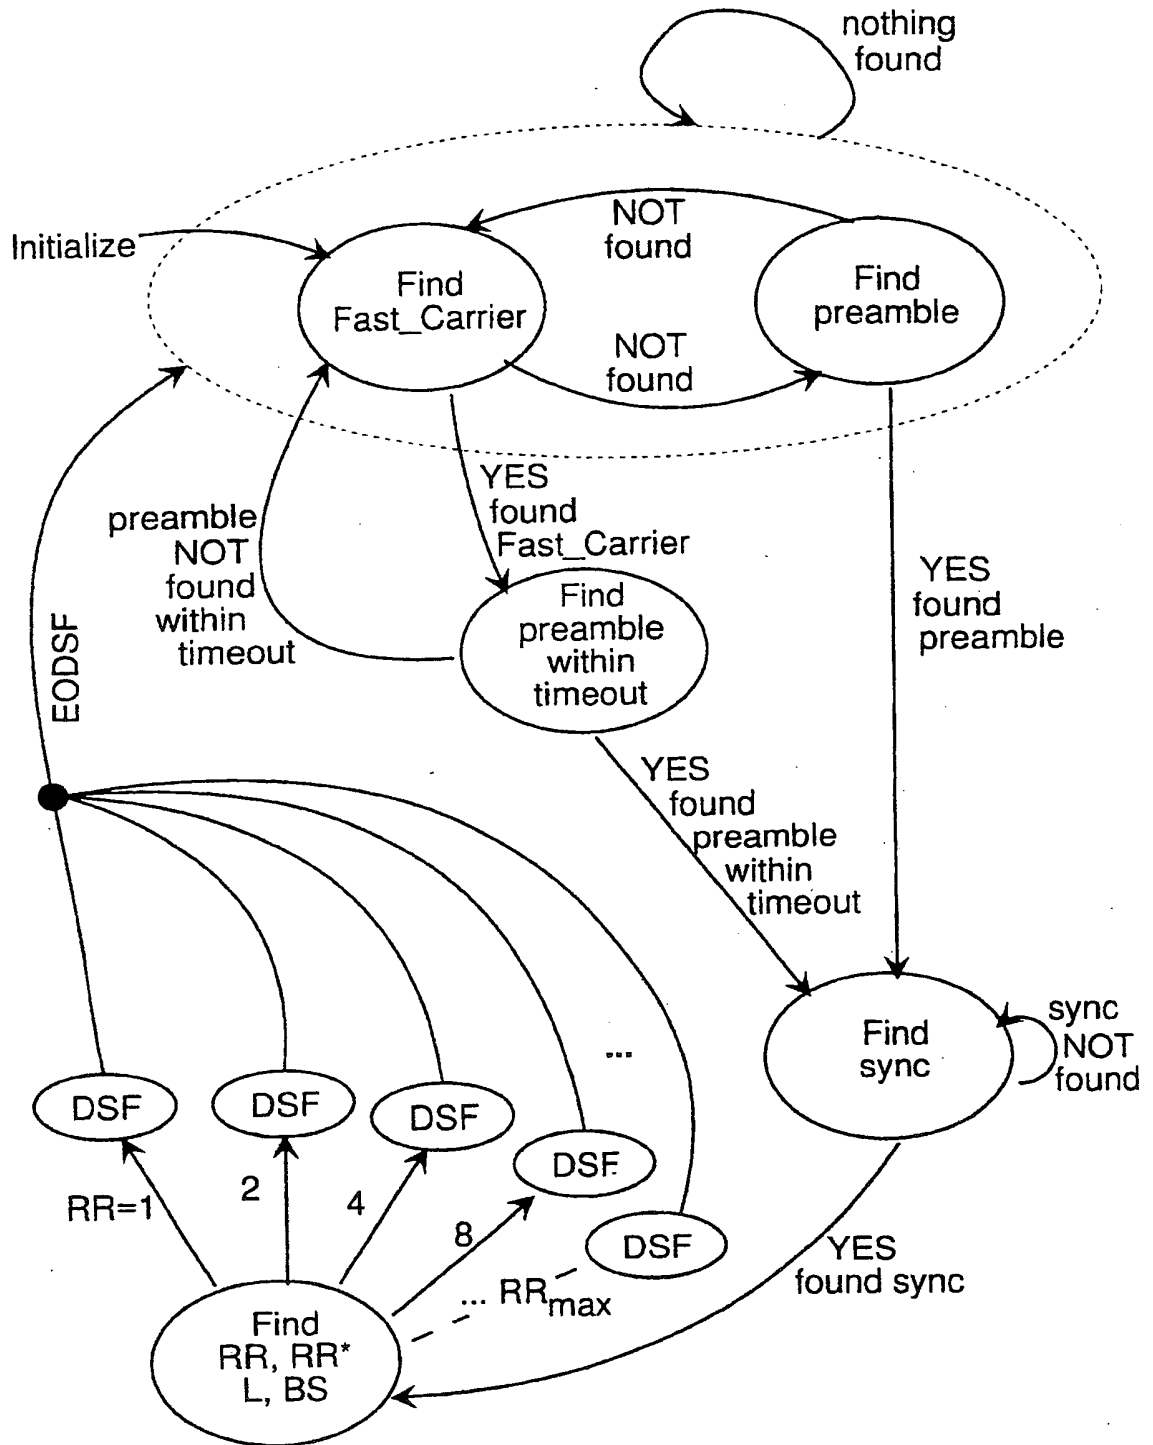 nothing
found
Initialize
NOT
found
Find
Fast_Carrier
Find
preamble
NOT
found
YES
found
Fast_Carrier
preamble
NOT
found
within
timeout
Find
preamble
within
timeout
YES
found
preamble
EODSF
YES
found
preamble
within
timeout
Find
sync
sync
NOT
found
...
DSF
DSF
DSF
DSF
DSF
RR=1
2
4
8
... RRmax
YES
found sync
Find
RR, RR*
L, BS